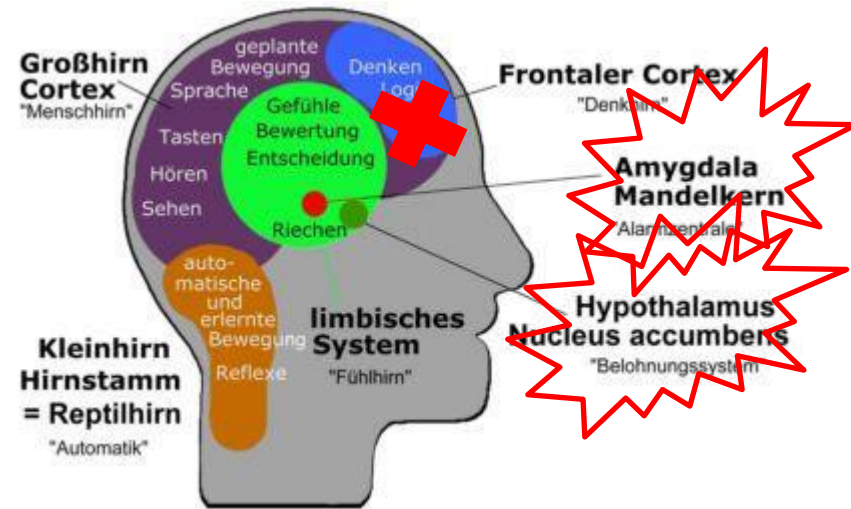 Großhirn
Cortex
"Menschhirn"
geplante
Bewegung
Sprache
Tasten
Hören
Sehen
Denken
Gefühle
Bewertung
Entscheidung
Riechen
Frontaler Cortex
Amygdala
Mandelkern
"Alarmzentrale"
Hypothalamus
Nucleus accumbens
"Belohnungssystem
auto-
matische
und
erlernte
Bewegung
Reflexe
limbisches
System
"Fühlhirn"
Kleinhirn
Hirnstamm
= Reptilhirn
"Automatik"